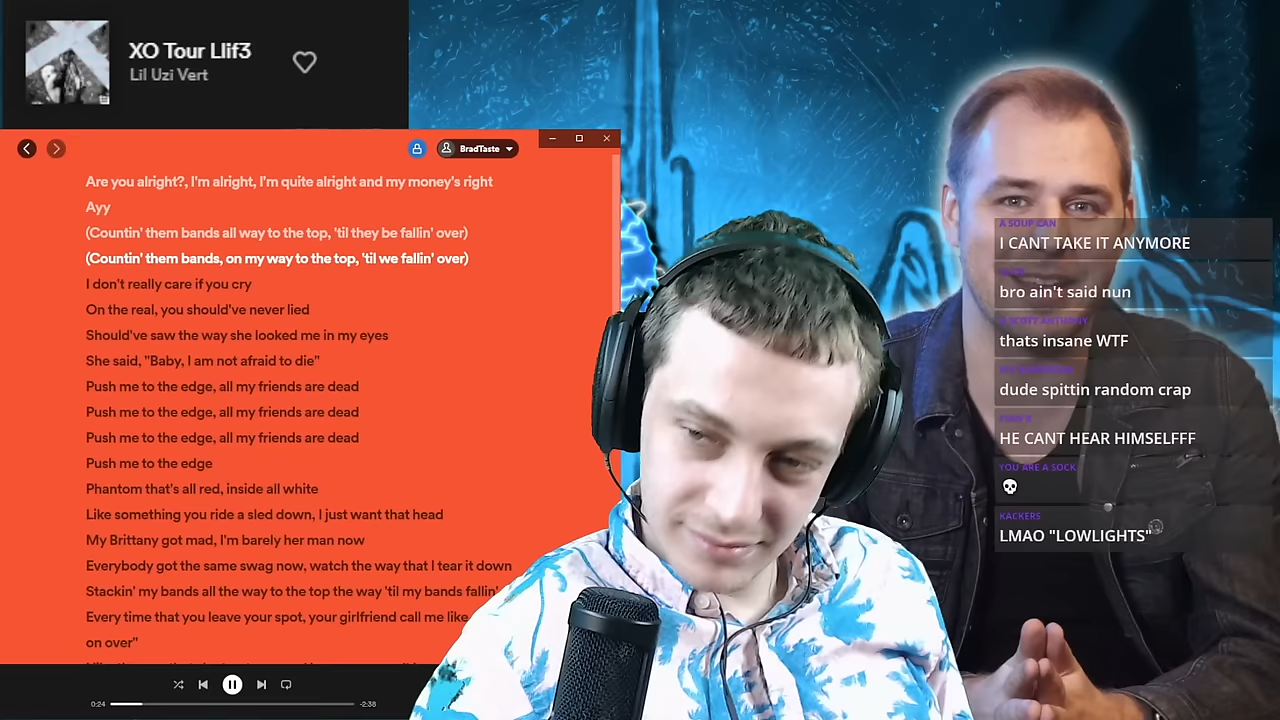 XO Tour Llif3
Lil Uzi Vert
BradTaste
Are you alright?, I'm alright, I'm quite alright and my money's right
Ayy
(Countin' them bands all way to the top, 'til they be fallin' over)
(Countin' them bands, on my way to the top, 'til we fallin' over)
I don't really care if you cry
On the real, you should've never lied
Should've saw the way she looked me in my eyes
She said, "Baby, I am not afraid to die"
Push me to the edge, all my friends are dead
Push me to the edge, all my friends are dead
Push me to the edge, all my friends are dead
Push me to the edge
Phantom that's all red, inside all white
Like something you ride a sled down, I just want that head
My Brittany got mad, I'm barely her man now
Everybody got the same swag now, watch the way that I tear it down
Stackin' my bands all the way to the top the way 'til my bands fallin'
Every time that you leave your spot, your girlfriend call me like
on over"
0:24
-2:38
A SOUP CAN
I CANT TAKE IT ANYMORE
bro ain't said nun
thats insane WTF
dude spittin random crap
HE CANT HEAR HIMSELFFF
YOU ARE A SOCK
KACKERS
LMAO "LOWLIGHTS"